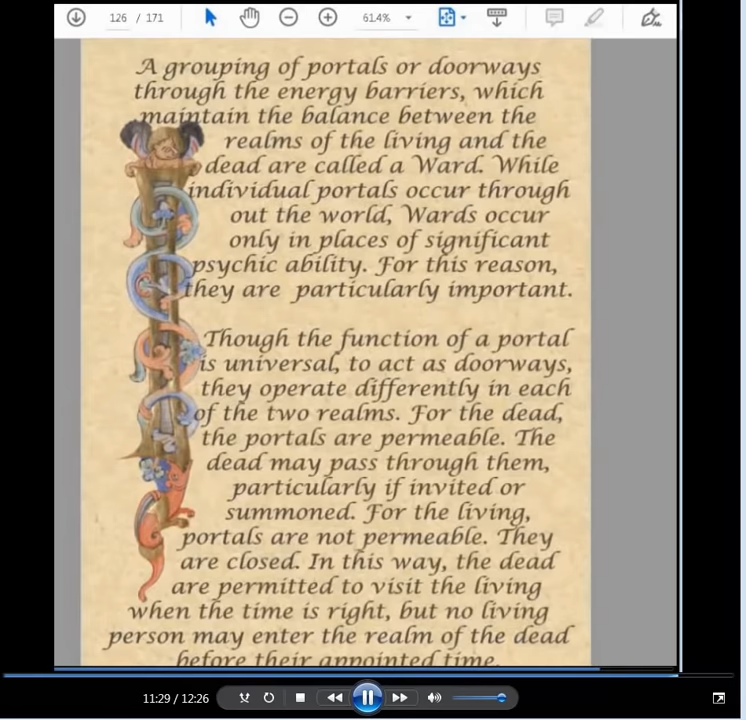 126 / 171
61.4%
A grouping of portals or doorways
through the energy barriers, which
maintain the balance between the
realms of the living and the
dead are called a Ward. While
individual portals occur through
out the world, Wards occur
only in places of significant
psychic ability. For this reason,
they are particularly important.
Though the function of a portal
is universal, to act as doorways,
they operate differently in each
of the two realms. For the dead,
the portals are permeable. The
dead may pass through them,
particularly if invited or
summoned. For the living,
portals are not permeable. They
are closed. In this way, the dead
are permitted to visit the living
when the time is right, but no living
person may enter the realm of the dead
before their appointed time.
11:29 / 12:26